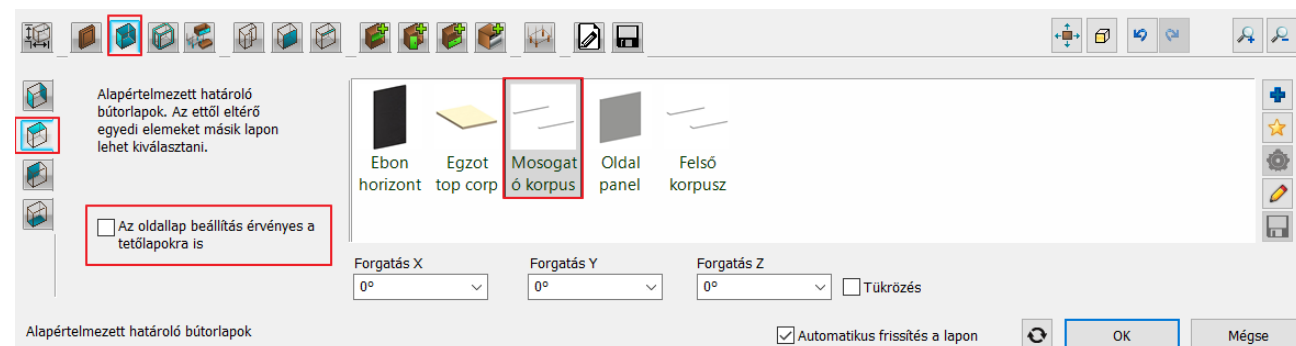 Alapértelmezett határoló
bútorlapok. Az ettől eltérő
egyedi elemeket másik lapon
lehet kiválasztani.
Az oldallap beállítás érvényes a
tetőlapokra is
Ebon
horizont
Egzot
top corp
Mosogat
ó korpus
Oldal
panel
Felső
korpusz
Forgatás X
0°
Forgatás Y
0°
Forgatás Z
0°
Tükrözés
Alapértelmezett határoló bútorlapok
Automatikus frissítés a lapon
OK
Mégse